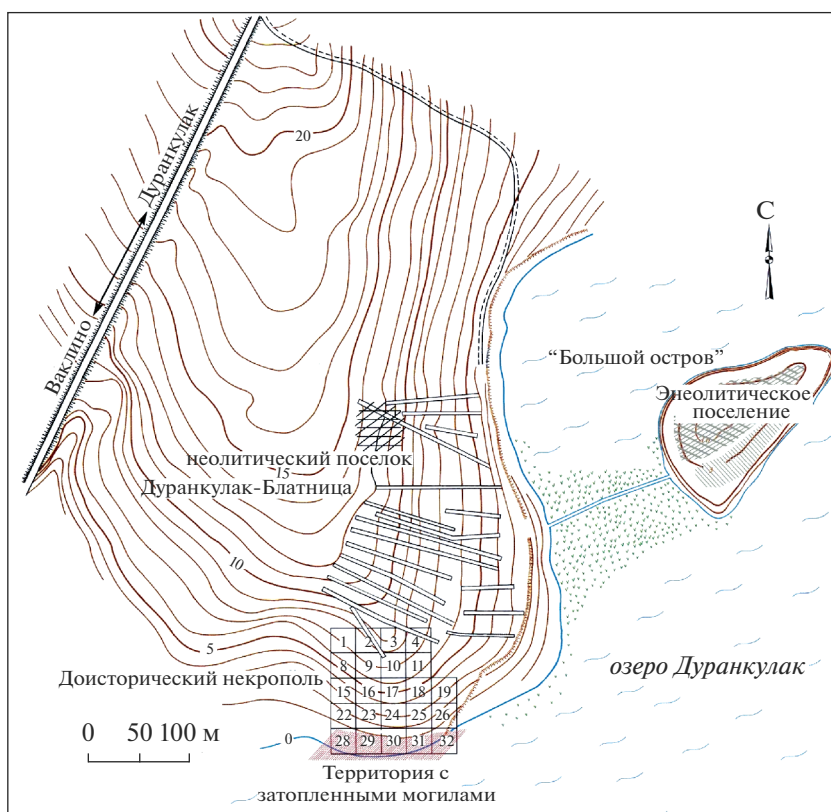 20
Дуранкулак
Ваклино
С
“Большой остров”
Энеолитическое
поселение
неолитический поселок
15
Дуранкулак-Блатница
10
5
1 2 3 4
8 9 10 11
Доисторический некрополь
15 16 17 18 19
22 23 24 25 26
28 29 30 31 32
озеро Дуранкулак
0 50 100 м
0
Территория с
затопленными могилами